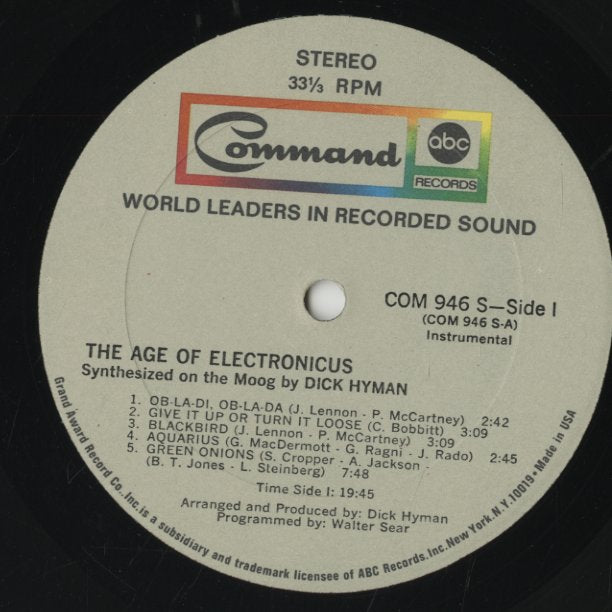 STEREO
33⅓ RPM
Command
abc
RECORDS
WORLD LEADERS IN RECORDED SOUND
COM 946 S—Side I
(COM 946 S-A)
Instrumental
THE AGE OF ELECTRONICUS
Synthesized on the Moog by DICK HYMAN
1. OB-LA-DI, OB-LA-DA (J. Lennon - P. McCartney) 2:42
2. GIVE IT UP OR TURN IT LOOSE (C. Bobbitt) 3:09
3. BLACKBIRD (J. Lennon - P. McCartney) 3:09
4. AQUARIUS (G. MacDermott - G. Ragni - J. Rado) 2:45
5. GREEN ONIONS (S. Cropper - A. Jackson -
(B. T. Jones - L. Steinberg) 7:48
Time Side I: 19:45
Arranged and Produced by: Dick Hyman
Programmed by: Walter Sear
Grand Award Record Co., Inc. is a subsidiary and trademark licensee of ABC Records, Inc. New York, N.Y. 10019 • Made in USA